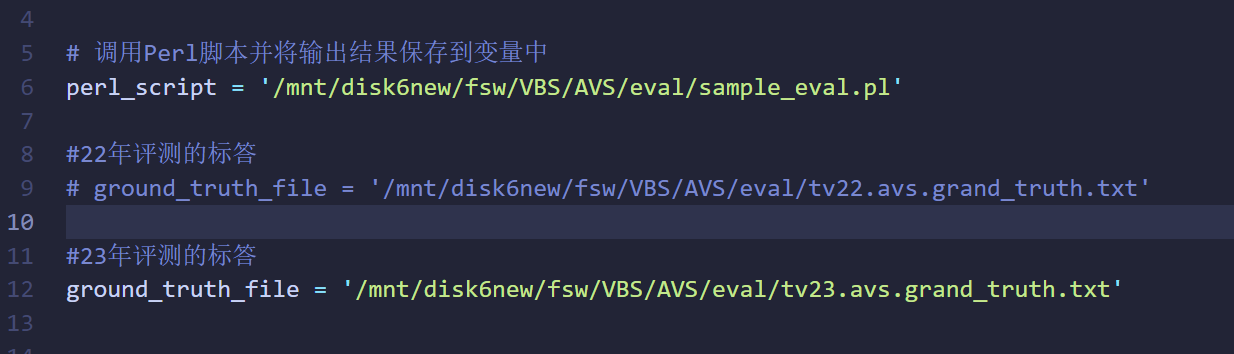 4
5 # 调用Perl脚本并将输出结果保存到变量中
6 perl_script = '/mnt/disk6new/fsw/VBS/AVS/eval/sample_eval.pl'
7
8 #22年评测的标答
9 # ground_truth_file = '/mnt/disk6new/fsw/VBS/AVS/eval/tv22.avs.grand_truth.txt'
10
11 #23年评测的标答
12 ground_truth_file = '/mnt/disk6new/fsw/VBS/AVS/eval/tv23.avs.grand_truth.txt'
13
14